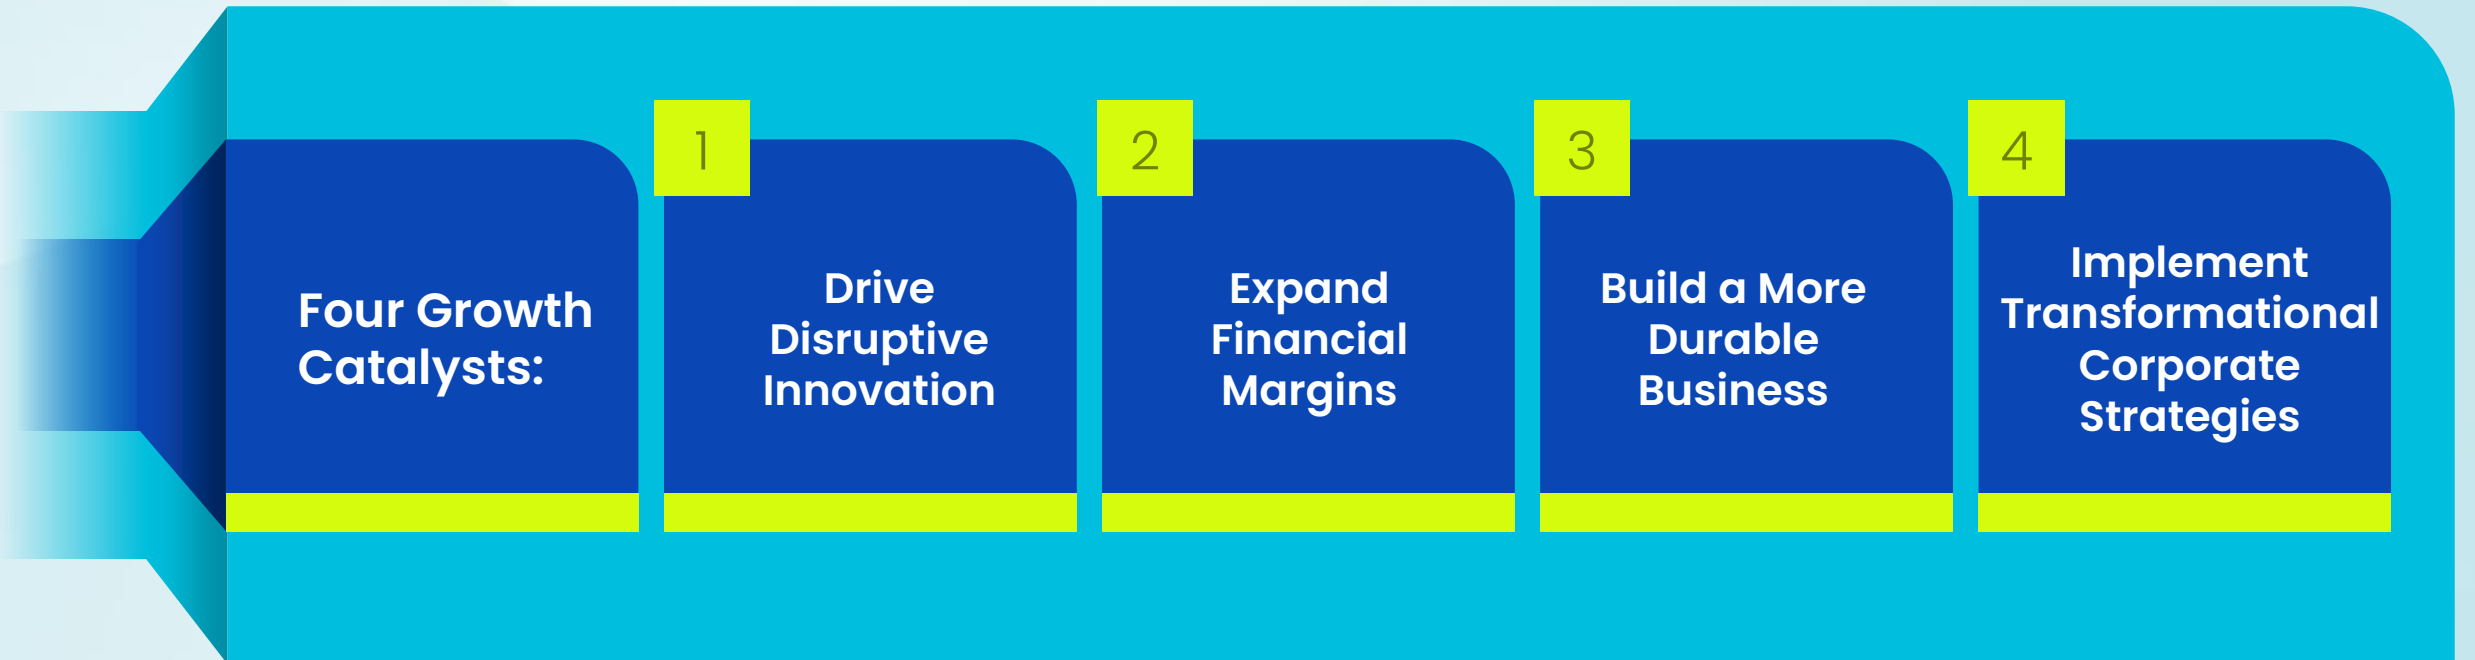 Four Growth
Catalysts:
1
Drive
Disruptive
Innovation
2
Expand
Financial
Margins
3
Build a More
Durable
Business
4
Implement
Transformational
Corporate
Strategies